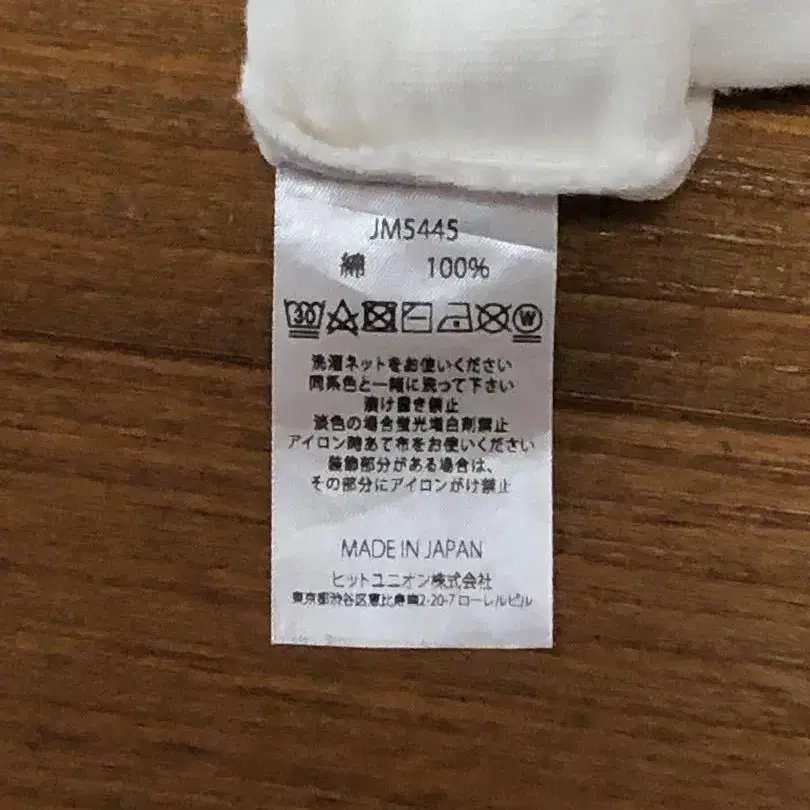 JM5445
綿 100%
30 W
洗濯ネットをお使いください
同系色と一緒に洗って下さい
漬け置き禁止
淡色の場合蛍光増白剤禁止
アイロン時あて布をお使いください
装飾部分がある場合は、
その部分にアイロンがけ禁止
MADE IN JAPAN
ヒットユニオン株式会社
東京都渋谷区恵比寿南2-20-7 ローレルビル